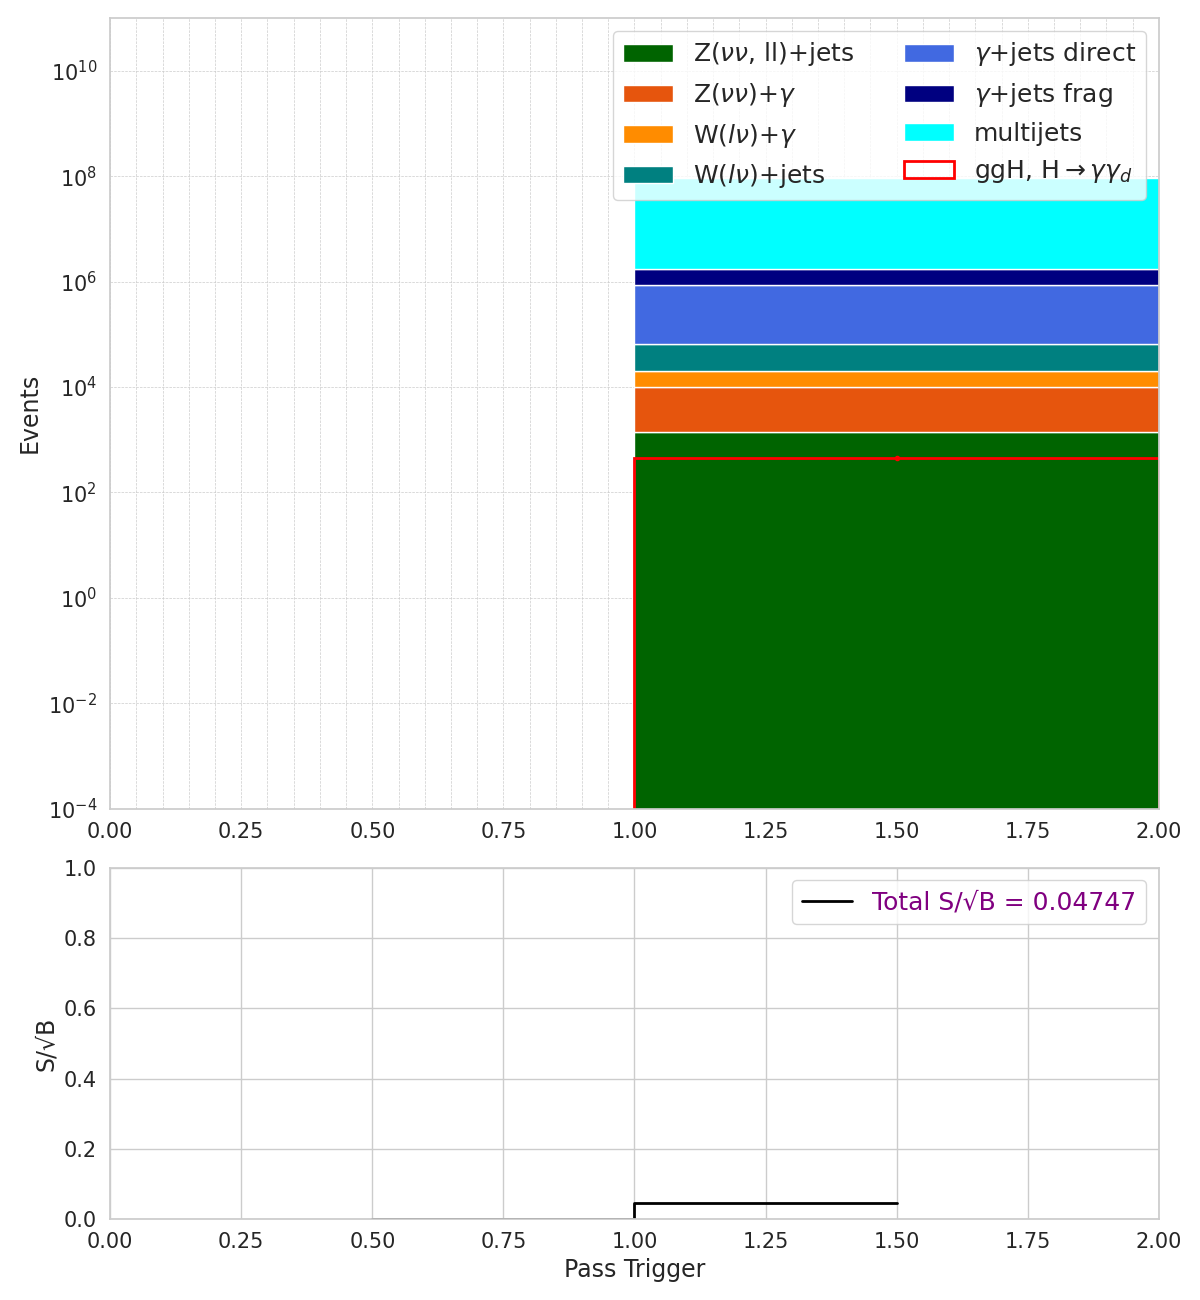 Z(νν, ll)+jets
Z(νν)+γ
W(lν)+γ
W(lν)+jets
γ+jets direct
γ+jets frag
multijets
ggH, H→γγ_d
Events
10^10
10^8
10^6
10^4
10^2
10^0
10^−2
10^−4
0.00 0.25 0.50 0.75 1.00 1.25 1.50 1.75 2.00
Total S/√B = 0.04747
S/√B
1.0
0.8
0.6
0.4
0.2
0.0
0.00 0.25 0.50 0.75 1.00 1.25 1.50 1.75 2.00
Pass Trigger